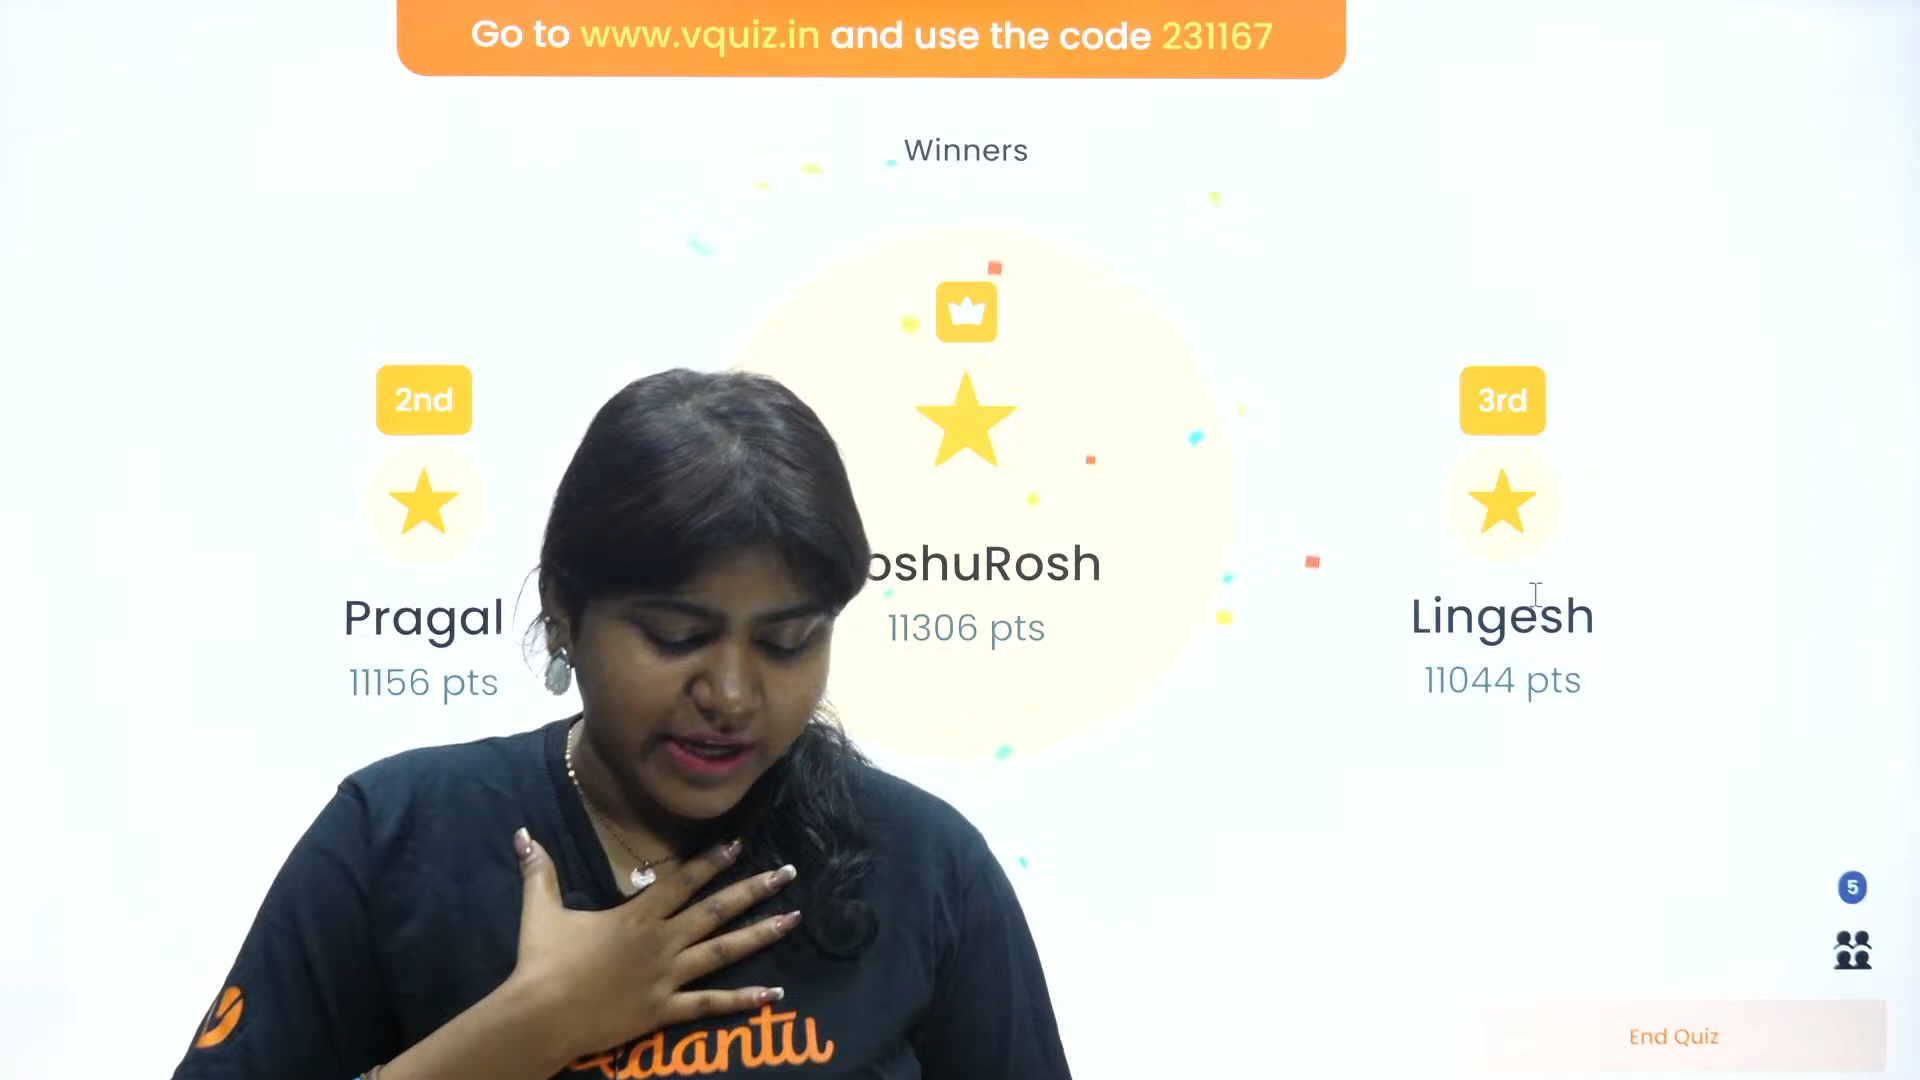 Go to www.vquiz.in and use the code 231167
Winners
2nd
3rd
oshuRosh
11306 pts
Pragal
11156 pts
Lingesh
11044 pts
5
End Quiz